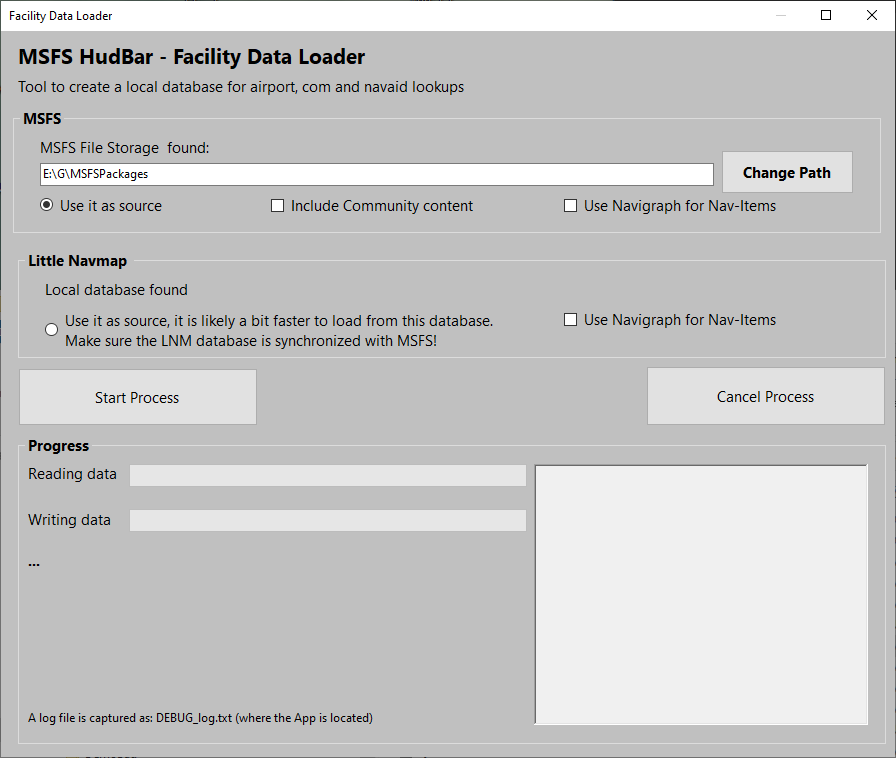 Facility Data Loader
MSFS HudBar - Facility Data Loader
Tool to create a local database for airport, com and navaid lookups
MSFS
MSFS File Storage  found:
E:\G\MSFSPackages
Change Path
Use it as source
Include Community content
Use Navigraph for Nav-Items
Little Navmap
Local database found
Use it as source, it is likely a bit faster to load from this database.
Make sure the LNM database is synchronized with MSFS!
Use Navigraph for Nav-Items
Start Process
Cancel Process
Progress
Reading data
Writing data
...
A log file is captured as: DEBUG_log.txt (where the App is located)